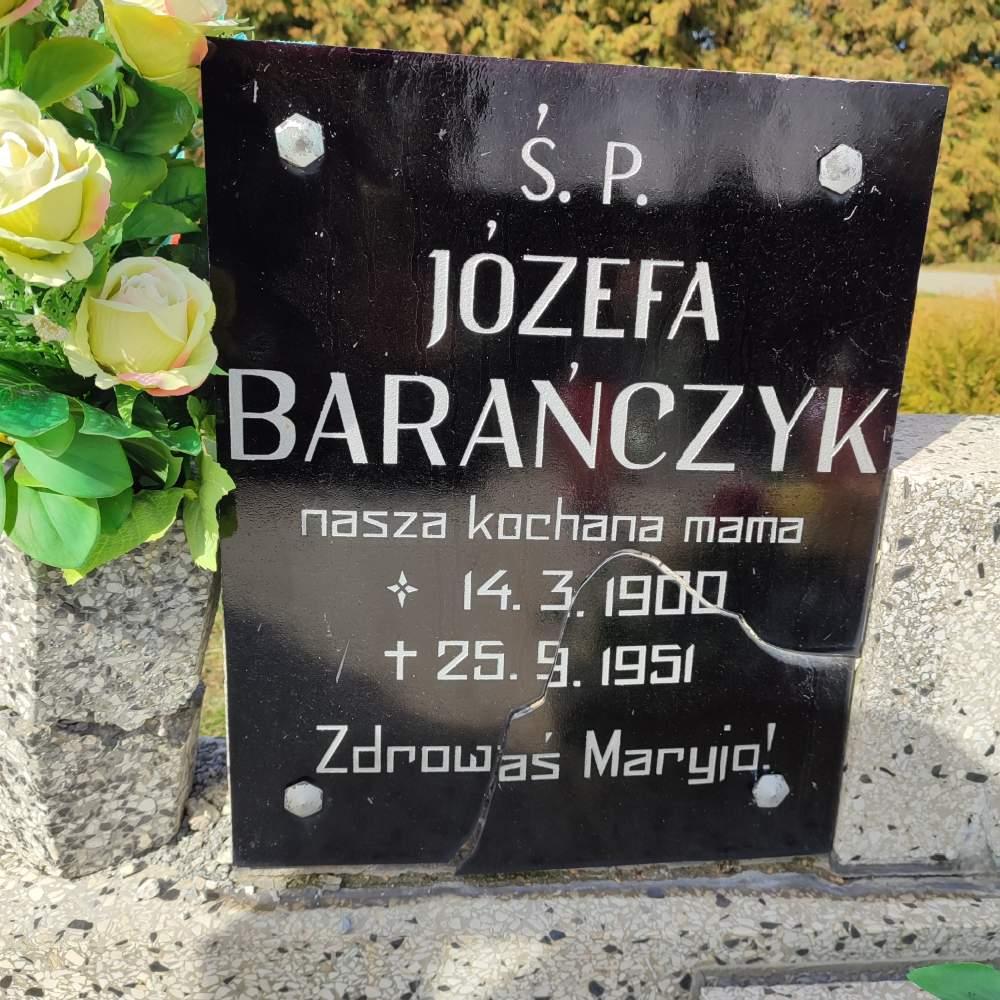 Ś. P.
JÓZEFA
BARAŃCZYK
nasza kochana mama
✧ 14. 3. 1900
✝ 25. 9. 1951
Zdrowaś Maryjo!